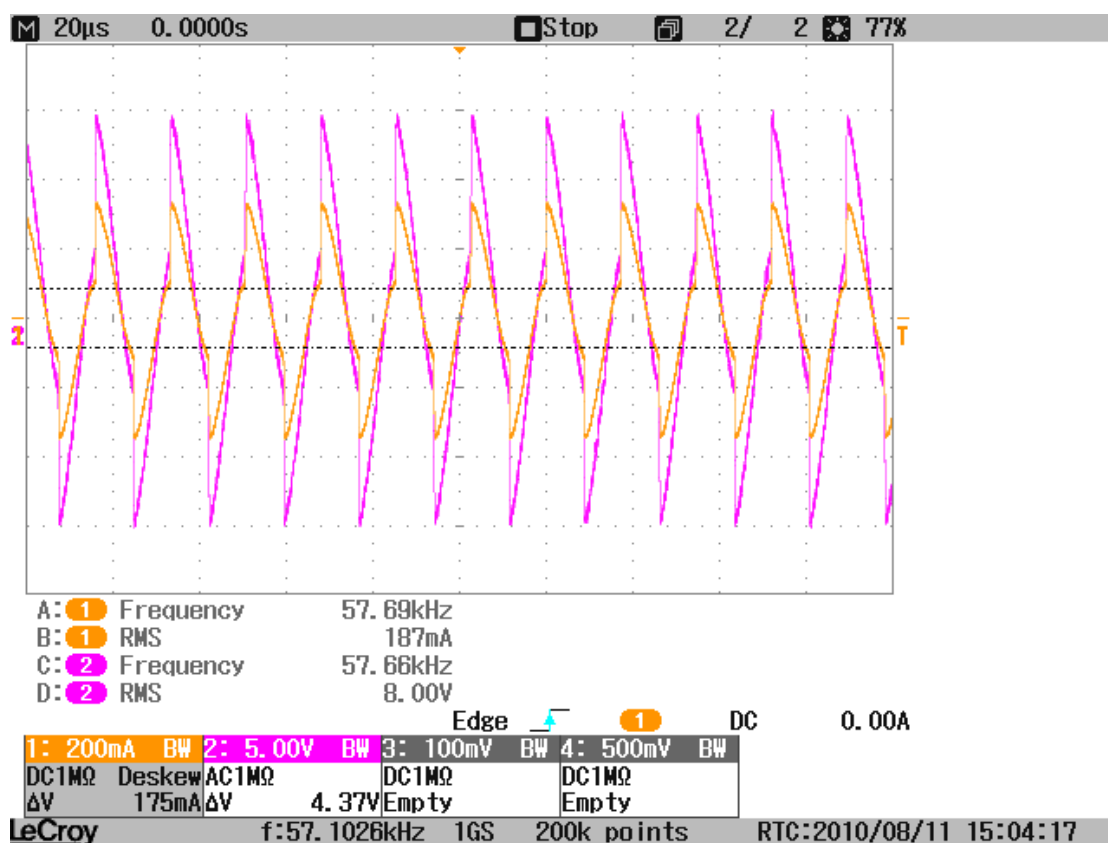 M 20µs 0.0000s Stop 2/ 2 77%
2
T
A: 1 Frequency 57.69kHz
B: 1 RMS 187mA
C: 2 Frequency 57.66kHz
D: 2 RMS 8.00V
Edge 1 DC 0.00A
1: 200mA BW 2: 5.00V BW 3: 100mV BW 4: 500mV BW
DC1MΩ Deskew AC1MΩ DC1MΩ DC1MΩ
ΔV 175mA ΔV 4.37V Empty Empty
LeCroy f:57.1026kHz 1GS 200k points RTC:2010/08/11 15:04:17